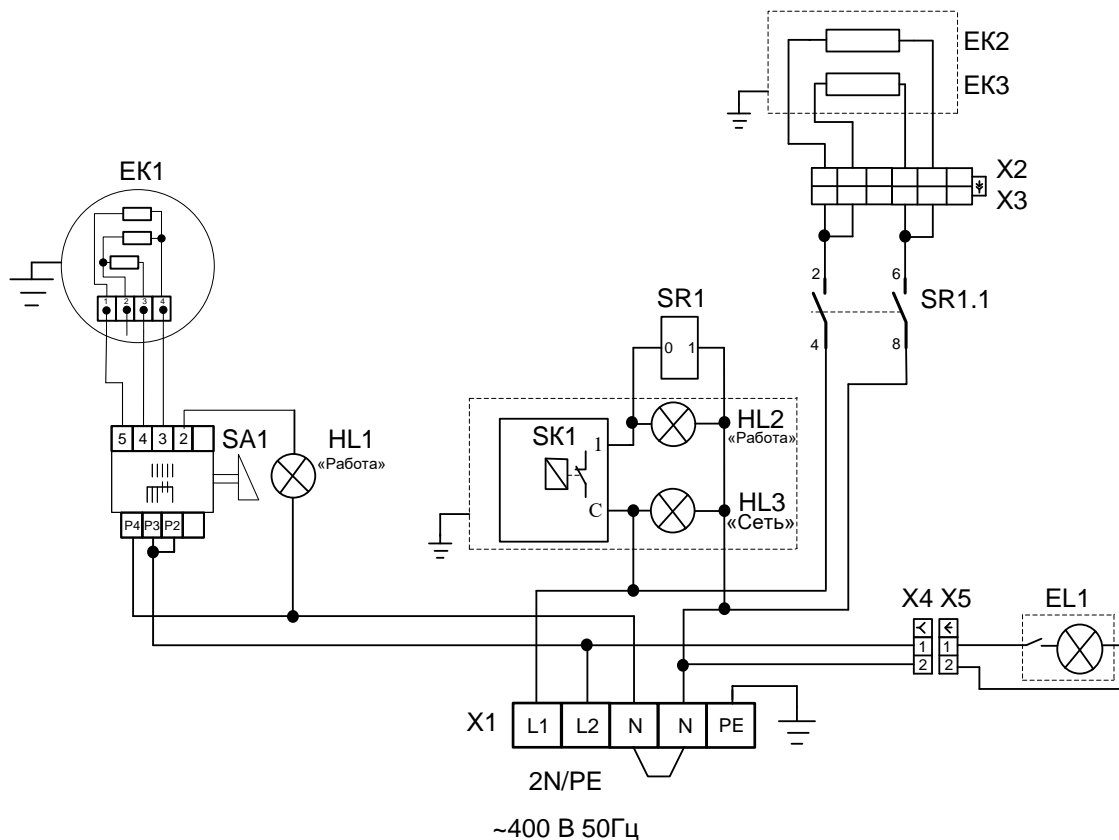 EK2
EK3
X2
X3
EK1
1 2 3 4
2 6
SR1.1
4 8
SR1
0 1
5 4 3 2
SA1
HL1
«Работа»
P4 P3 P2
SK1
1
C
HL2
«Работа»
HL3
«Сеть»
X4 X5
EL1
1 1
2 2
X1
L1 L2 N N PE
2N/PE
~400 В 50Гц